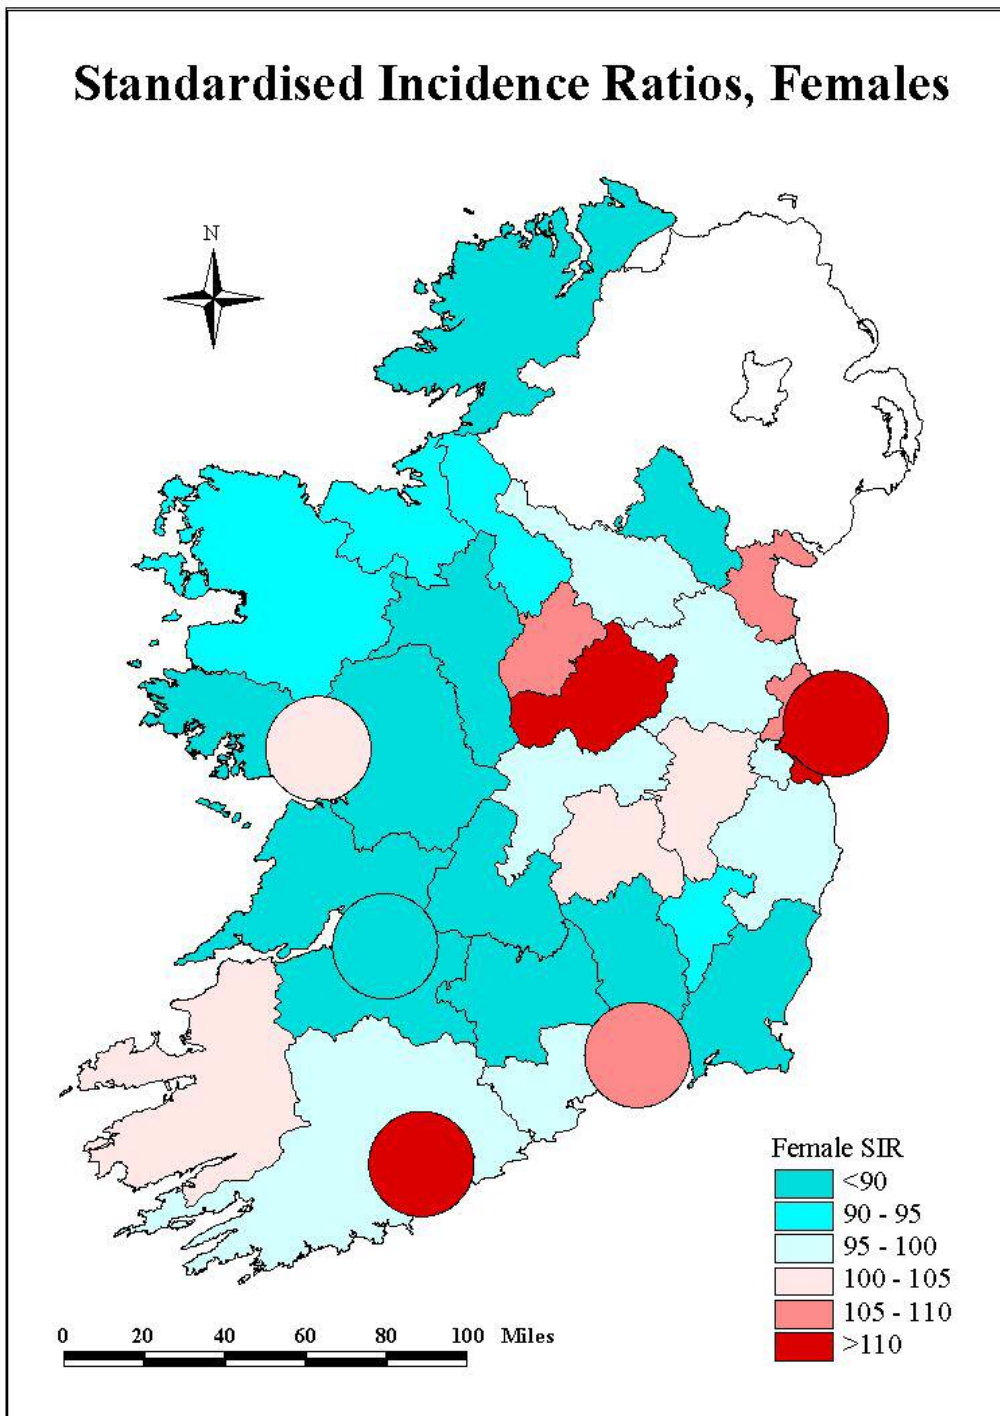 Standardised Incidence Ratios, Females
N
Female SIR
<90
90 - 95
95 - 100
100 - 105
105 - 110
>110
0 20 40 60 80 100 Miles